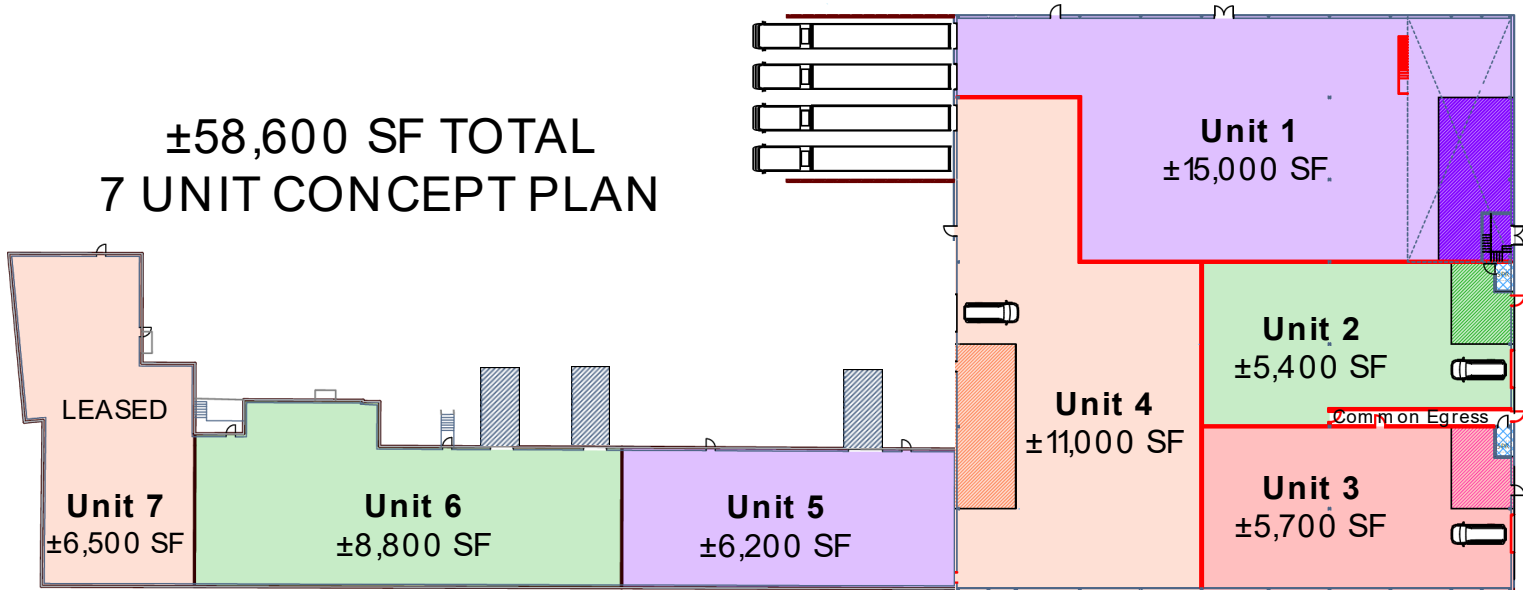 ±58,600 SF TOTAL
7 UNIT CONCEPT PLAN
Unit 1
±15,000 SF
Unit 2
±5,400 SF
Common Egress
Unit 3
±5,700 SF
Unit 4
±11,000 SF
Unit 5
±6,200 SF
Unit 6
±8,800 SF
LEASED
Unit 7
±6,500 SF